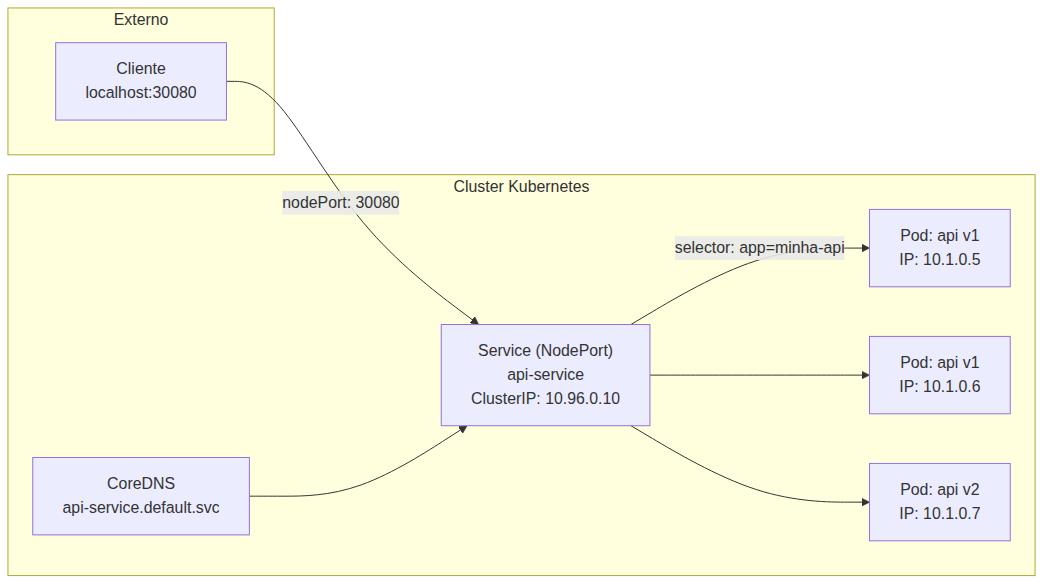 Externo
Cliente
localhost:30080
nodePort: 30080
Cluster Kubernetes
selector: app=minha-api
Pod: api v1
IP: 10.1.0.5
Service (NodePort)
api-service
ClusterIP: 10.96.0.10
Pod: api v1
IP: 10.1.0.6
CoreDNS
api-service.default.svc
Pod: api v2
IP: 10.1.0.7